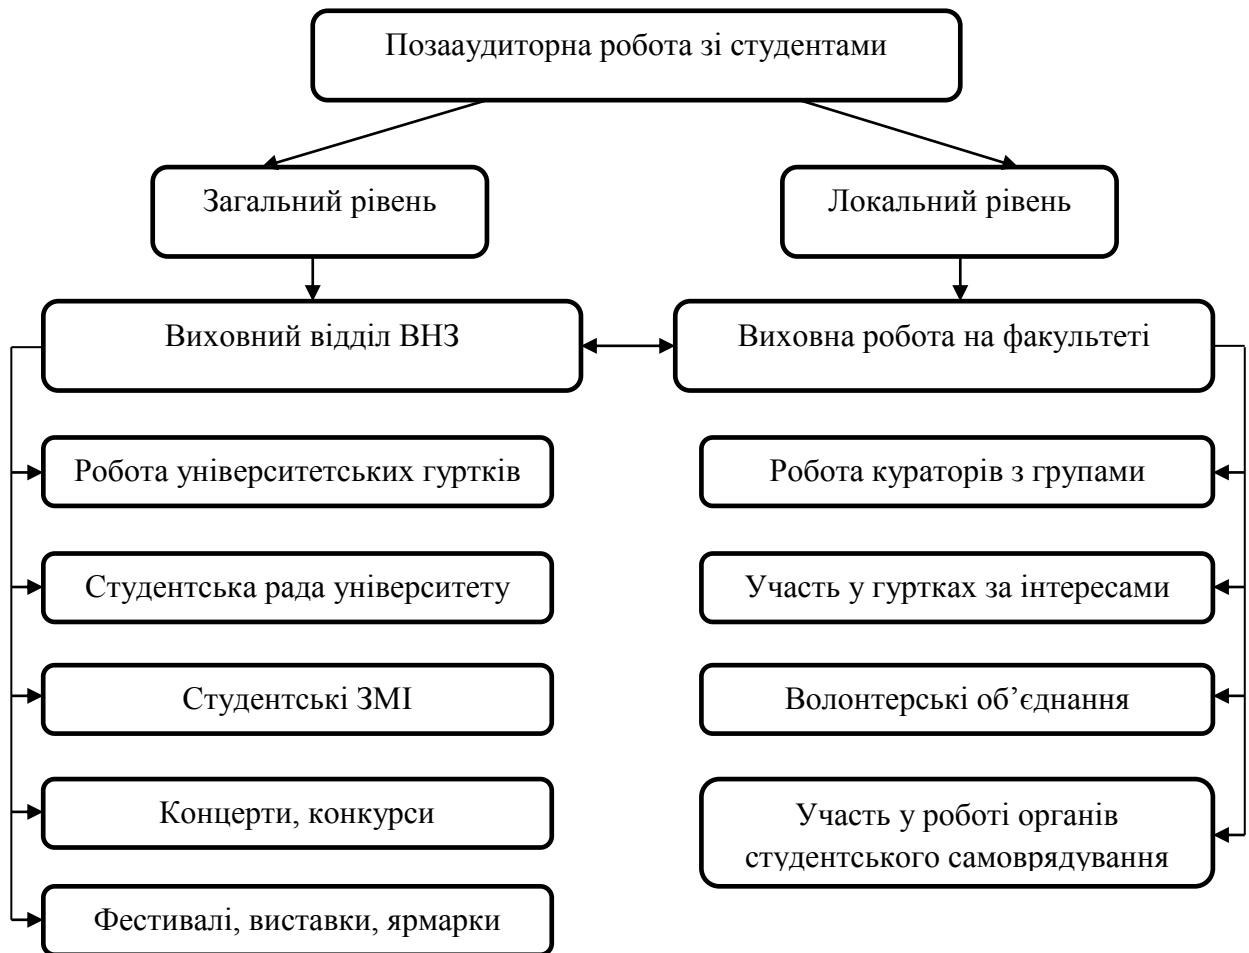 Позааудиторна робота зі студентами
Загальний рівень
Локальний рівень
Виховний відділ ВНЗ
Виховна робота на факультеті
Робота університетських гуртків
Робота кураторів з групами
Студентська рада університету
Участь у гуртках за інтересами
Студентські ЗМІ
Волонтерські об’єднання
Концерти, конкурси
Участь у роботі органів
студентського самоврядування
Фестивалі, виставки, ярмарки